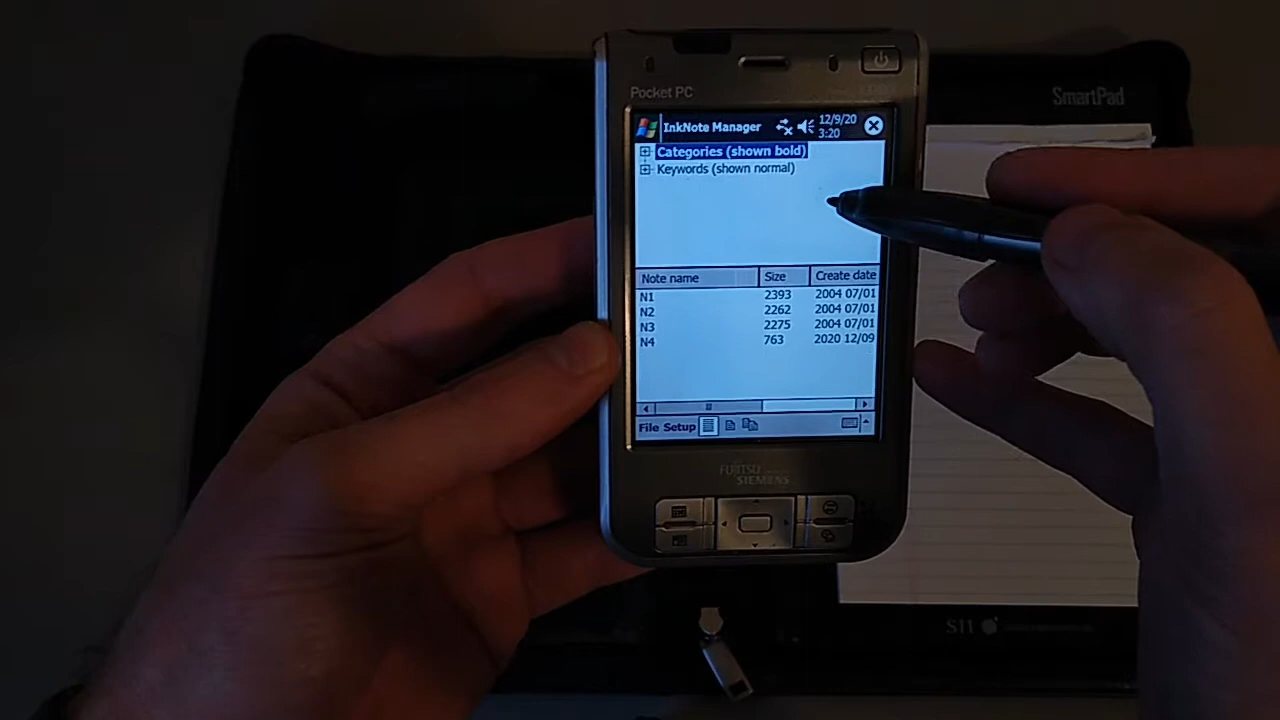 SmartPad
Pocket PC
InkNote Manager 12/9/20
3:20
Categories (shown bold)
Keywords (shown normal)
Note name Size Create date
N1 2393 2004 07/01
N2 2262 2004 07/01
N3 2275 2004 07/01
N4 763 2020 12/09
File Setup
FUJITSU
SIEMENS
S11